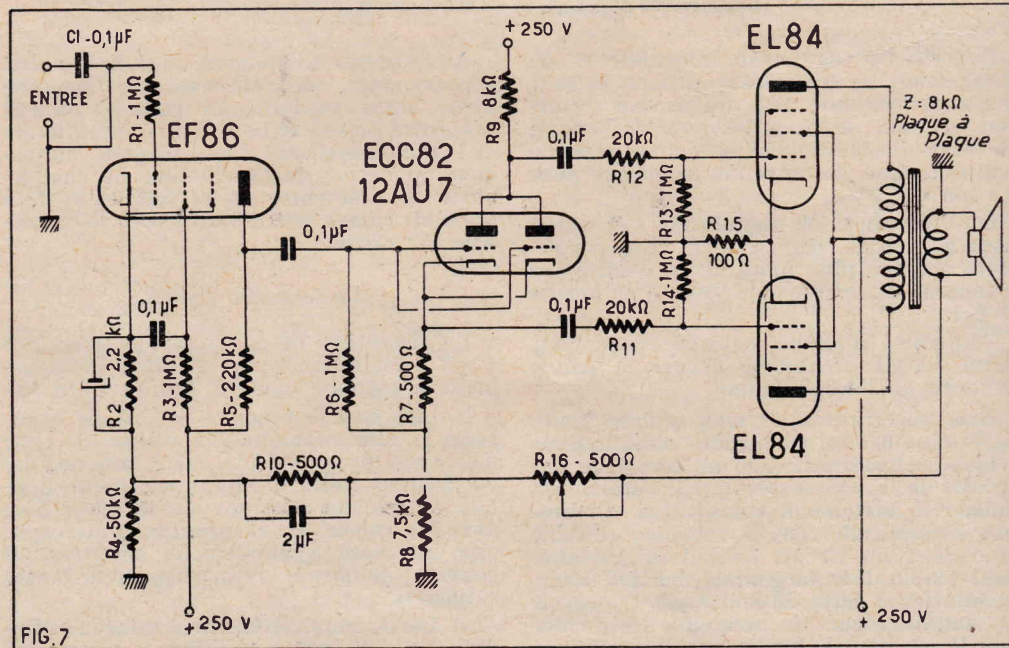 C1-0,1µF
ENTREE
R1-1MΩ
EF86
+250 V
R9 8kΩ
ECC82
12AU7
0,1µF
20kΩ
R12
EL84
Z=8kΩ
Plaque à
Plaque
0,1µF
R13-1MΩ
R15
100Ω
R14-1MΩ
0,1µF
20kΩ
R11
EL84
0,1µF
R2 2,2 kΩ
R3-1MΩ
R5-220kΩ
R6-1MΩ
R7-500Ω
R10-500Ω
2µF
R.16-500Ω
R4-50kΩ
R8 7,5kΩ
+250 V
+250 V
FIG.7